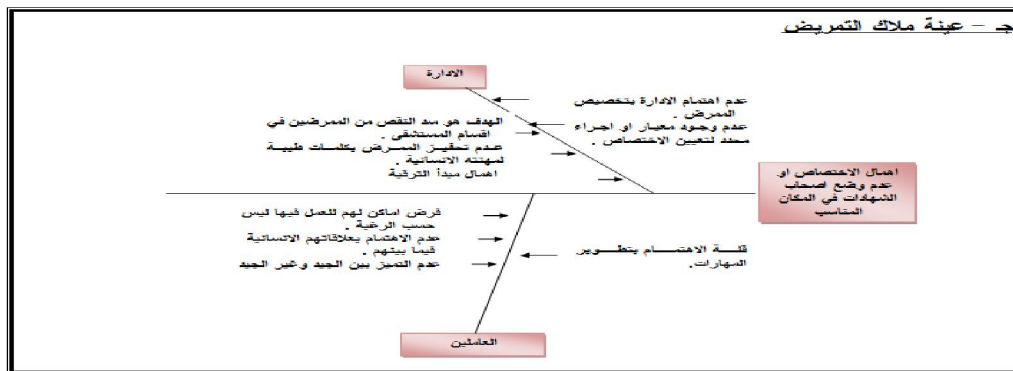 جـ – عينة ملاك التمريض
الادارة
عدم اهتمام الادارة بتخصيص
الممرض .
عدم وجود معيار او اجراء
محدد لتعيين الاختصاص .
الهدف هو سد النقص من الممرضين في
اقسام المستشفى .
عدم تحفيز الممرض بكلمات طيبة
لمهنته الانسانية .
اهمال مبدأ الترقية
اهمال الاختصاص او
عدم وضع اصحاب
الشهادات في المكان
المناسب
فرض اماكن لهم للعمل فيها ليس
حسب الرغبة .
عدم الاهتمام بعلاقاتهم الانسانية
فيما بينهم .
عدم التميز بين الجيد وغير الجيد
قلة الاهتمام بتطوير
المهارات.
العاملين